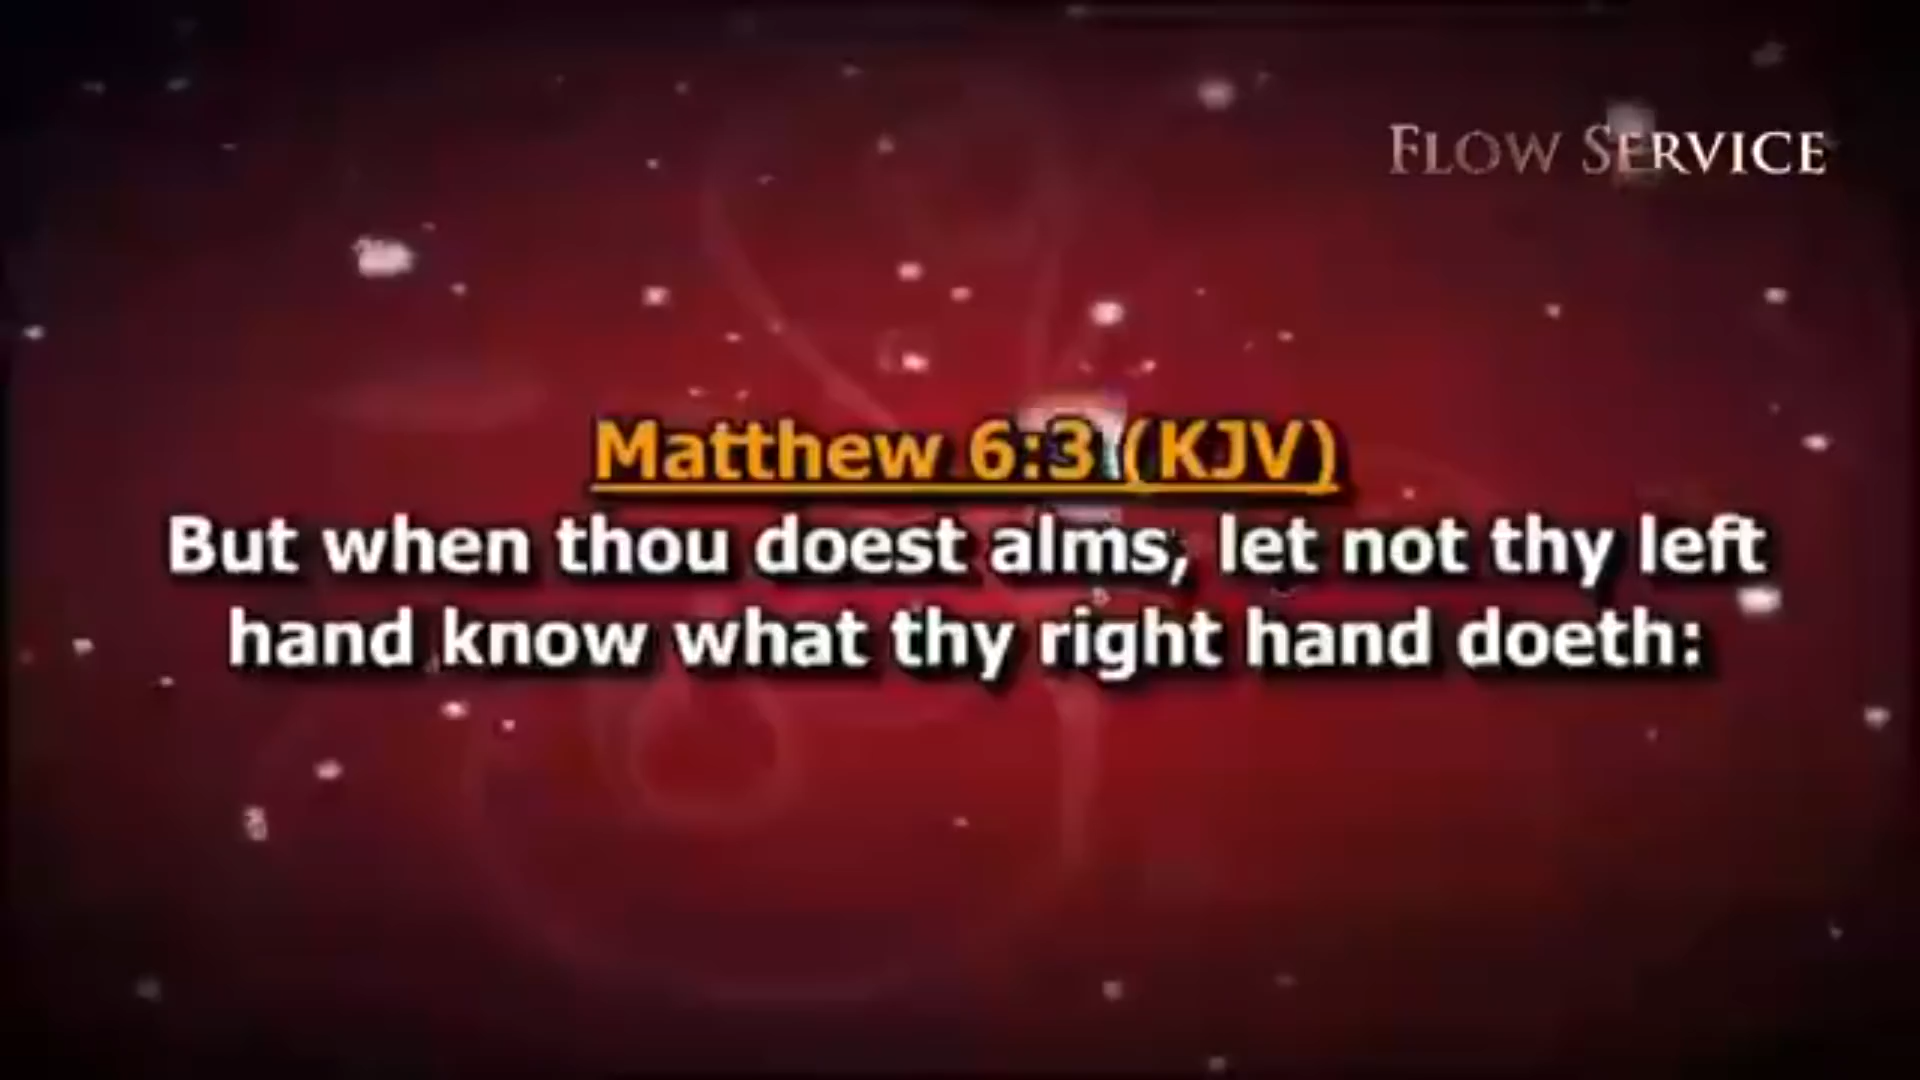 FLOW SERVICE
Matthew 6:3 (KJV)
But when thou doest alms, let not thy left
hand know what thy right hand doeth: